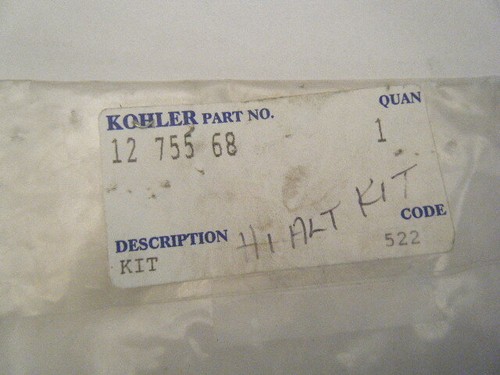 KOHLER PART NO. QUAN
12 755 68 1
HI ALT KIT
DESCRIPTION CODE
KIT 522